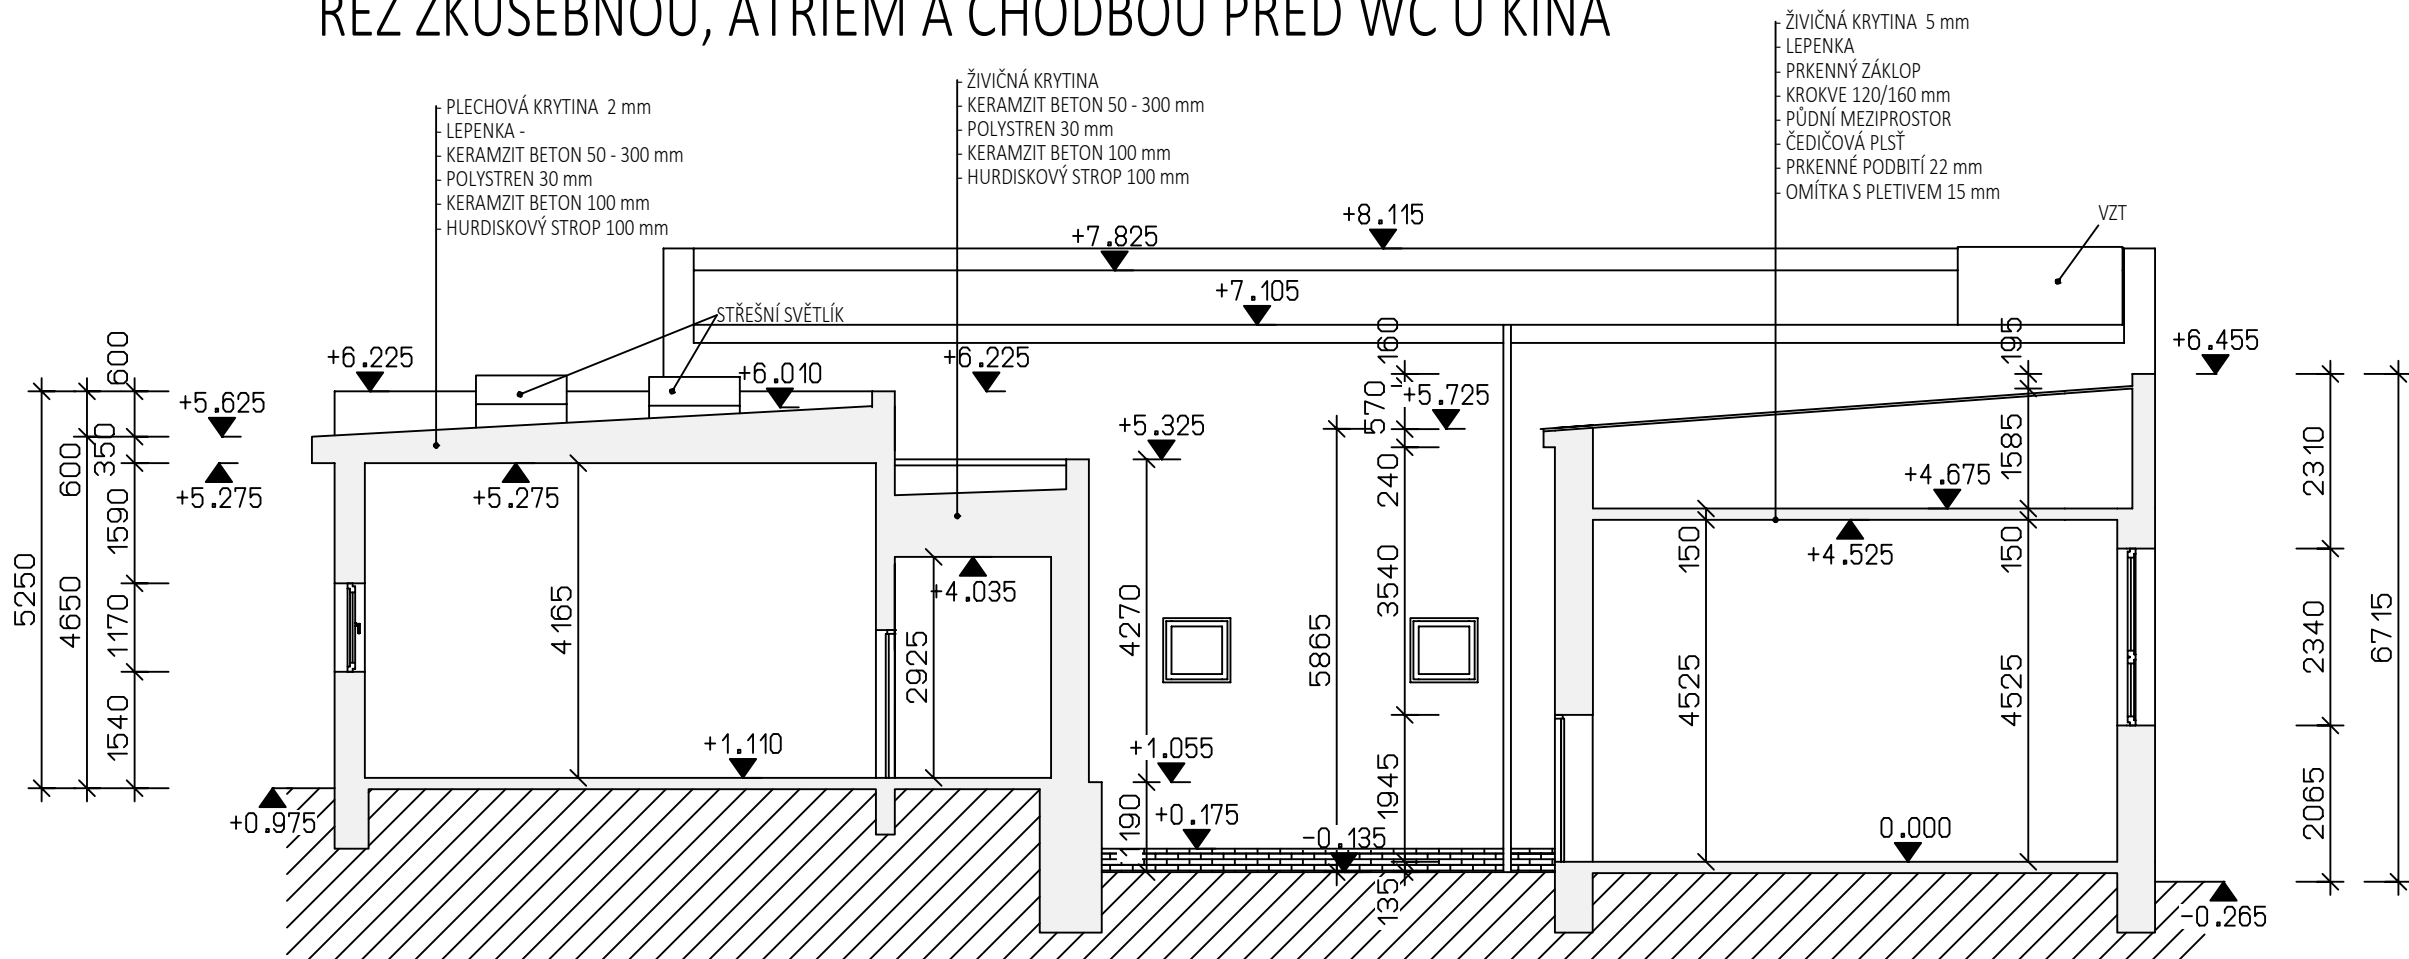 ŘEZ ZKUŠEBNOU, ATRIEM A CHODBOU PŘED WC U KINA
PLECHOVÁ KRYTINA 2 mm
LEPENKA -
KERAMZIT BETON 50 - 300 mm
POLYSTREN 30 mm
KERAMZIT BETON 100 mm
HURDISKOVÝ STROP 100 mm
ŽIVIČNÁ KRYTINA
KERAMZIT BETON 50 - 300 mm
POLYSTREN 30 mm
KERAMZIT BETON 100 mm
HURDISKOVÝ STROP 100 mm
ŽIVIČNÁ KRYTINA 5 mm
LEPENKA
PRKENNÝ ZÁKLOP
KROKVE 120/160 mm
PŮDNÍ MEZIPROSTOR
ČEDIČOVÁ PLSŤ
PRKENNÉ PODBITÍ 22 mm
OMÍTKA S PLETIVEM 15 mm
VZT
STŘEŠNÍ SVĚTLÍK
+8.115
+7.825
+7.105
+6.225
+6.010
+6.225
+6.455
+5.625
+5.275
+5.275
+5.325
+5.725
+4.675
+4.525
+4.035
+1.110
+1.055
+0.175
-0.135
0.000
+0.975
-0.265
5250
600
4650
600
350
1590
1170
1540
4165
2925
4270
1190
5865
160
570
240
3540
1945
135
150
4525
195
1585
150
4525
2310
2340
2065
6715